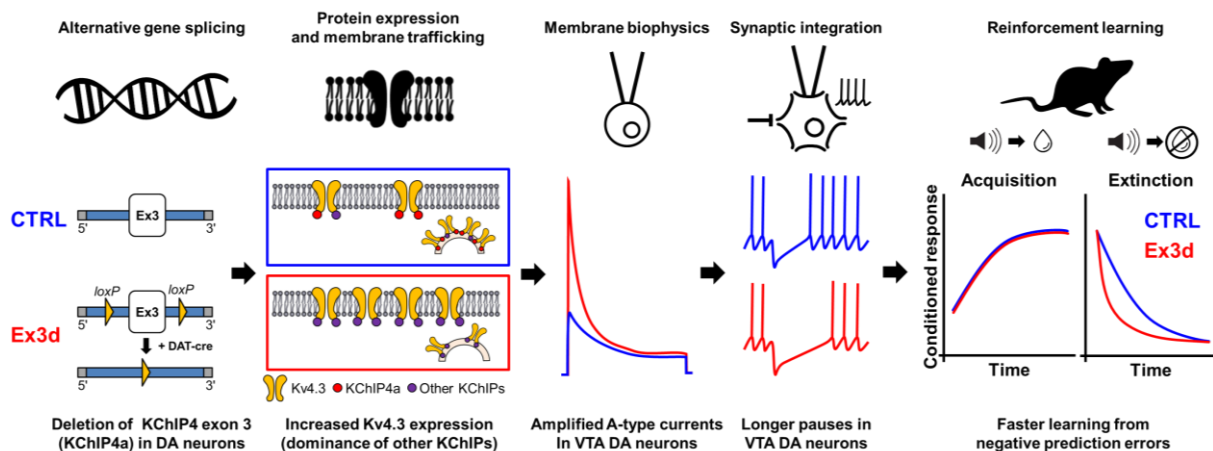 Alternative gene splicing
Protein expression
and membrane trafficking
Membrane biophysics
Synaptic integration
Reinforcement learning
CTRL
Ex3
5'
3'
Ex3d
loxP
loxP
Ex3
5'
3'
+ DAT-cre
5'
3'
Kv4.3
KChIP4a
Other KChIPs
Acquisition
Extinction
CTRL
Ex3d
Conditioned response
Time
Time
Deletion of KChIP4 exon 3
(KChIP4a) in DA neurons
Increased Kv4.3 expression
(dominance of other KChIPs)
Amplified A-type currents
In VTA DA neurons
Longer pauses in
VTA DA neurons
Faster learning from
negative prediction errors